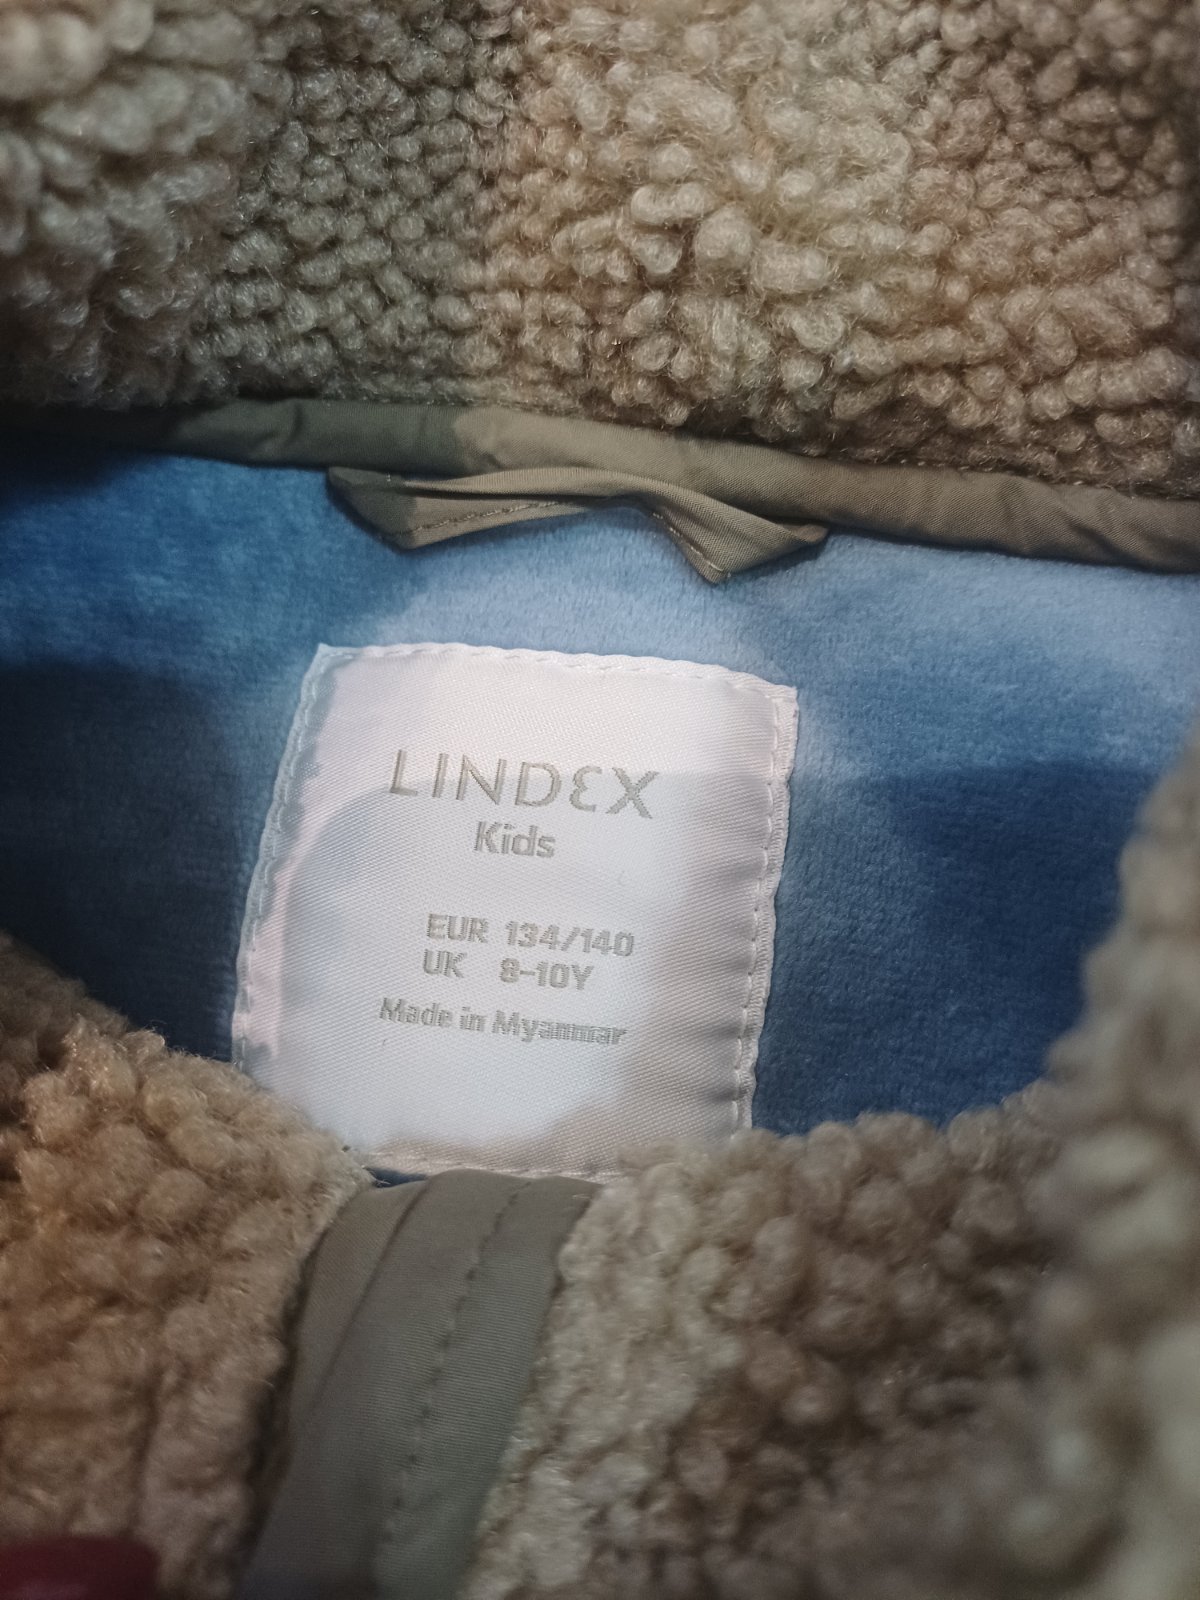 LINDEX
Kids
EUR 134/140
UK 8-10Y
Made in Myanmar